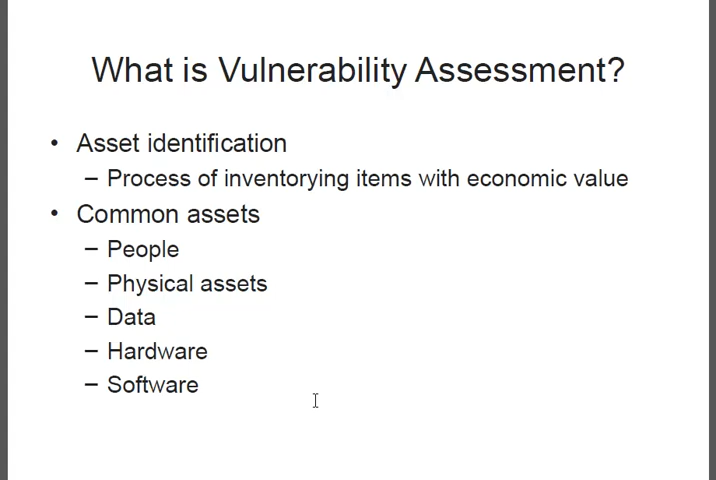 What is Vulnerability Assessment?
• Asset identification
– Process of inventorying items with economic value
• Common assets
– People
– Physical assets
– Data
– Hardware
– Software